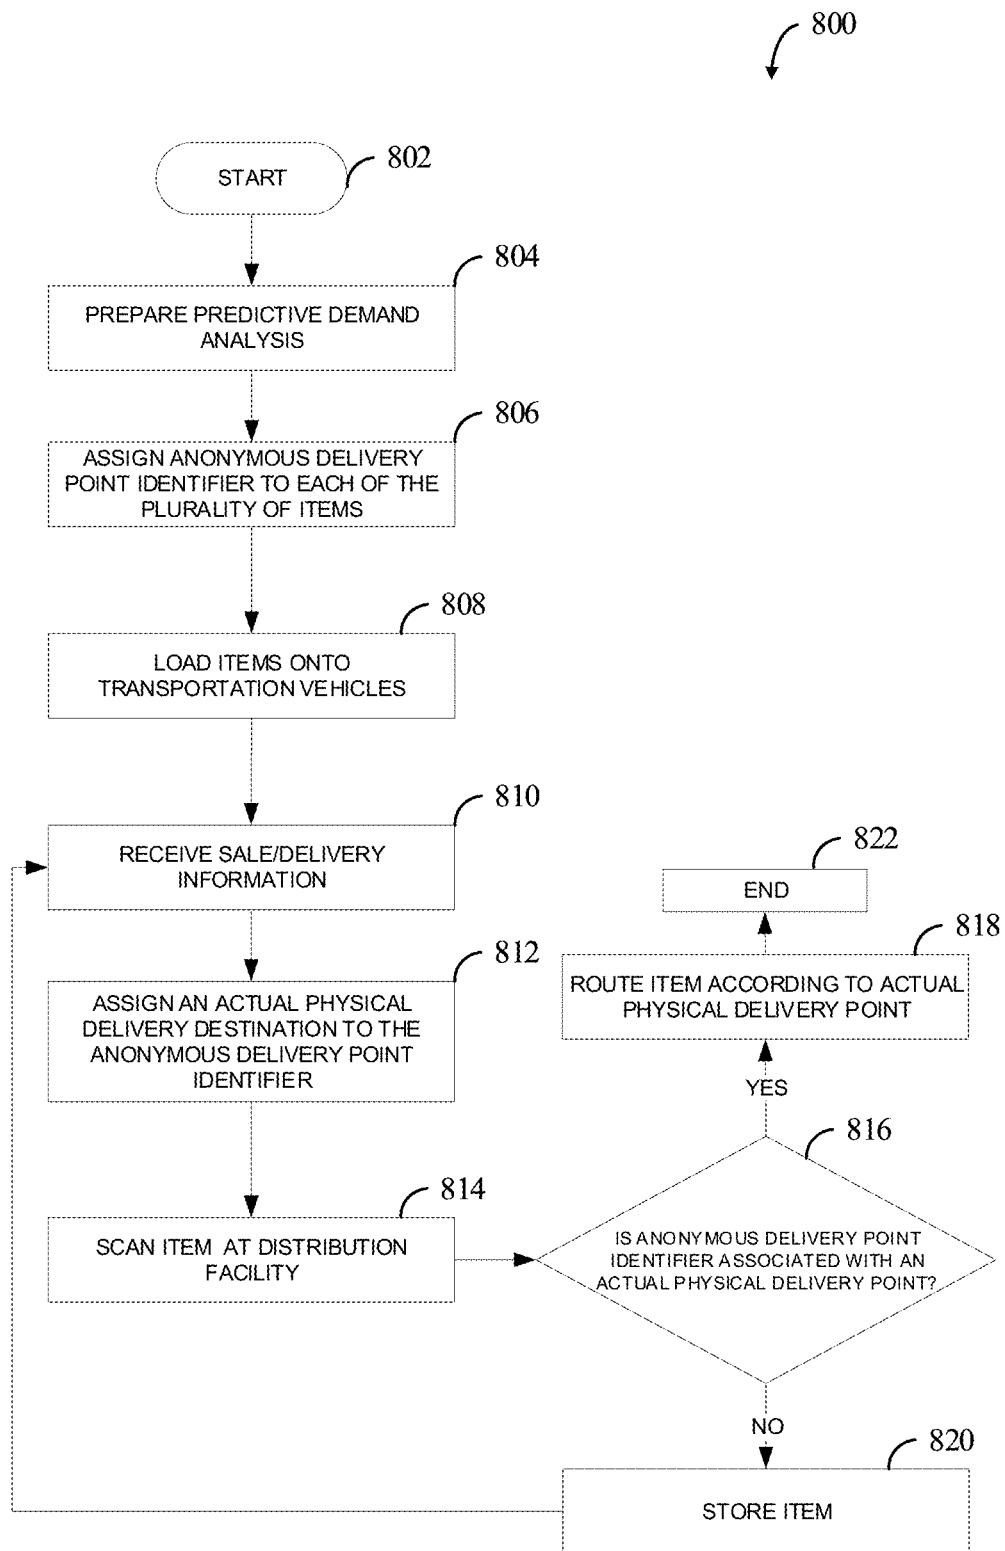 800
802
START
804
PREPARE PREDICTIVE DEMAND
ANALYSIS
806
ASSIGN ANONYMOUS DELIVERY
POINT IDENTIFIER TO EACH OF THE
PLURALITY OF ITEMS
808
LOAD ITEMS ONTO
TRANSPORTATION VEHICLES
810
RECEIVE SALE/DELIVERY
INFORMATION
812
ASSIGN AN ACTUAL PHYSICAL
DELIVERY DESTINATION TO THE
ANONYMOUS DELIVERY POINT
IDENTIFIER
814
SCAN ITEM AT DISTRIBUTION
FACILITY
816
IS ANONYMOUS DELIVERY POINT
IDENTIFIER ASSOCIATED WITH AN
ACTUAL PHYSICAL DELIVERY POINT?
YES
818
ROUTE ITEM ACCORDING TO ACTUAL
PHYSICAL DELIVERY POINT
822
END
NO
820
STORE ITEM